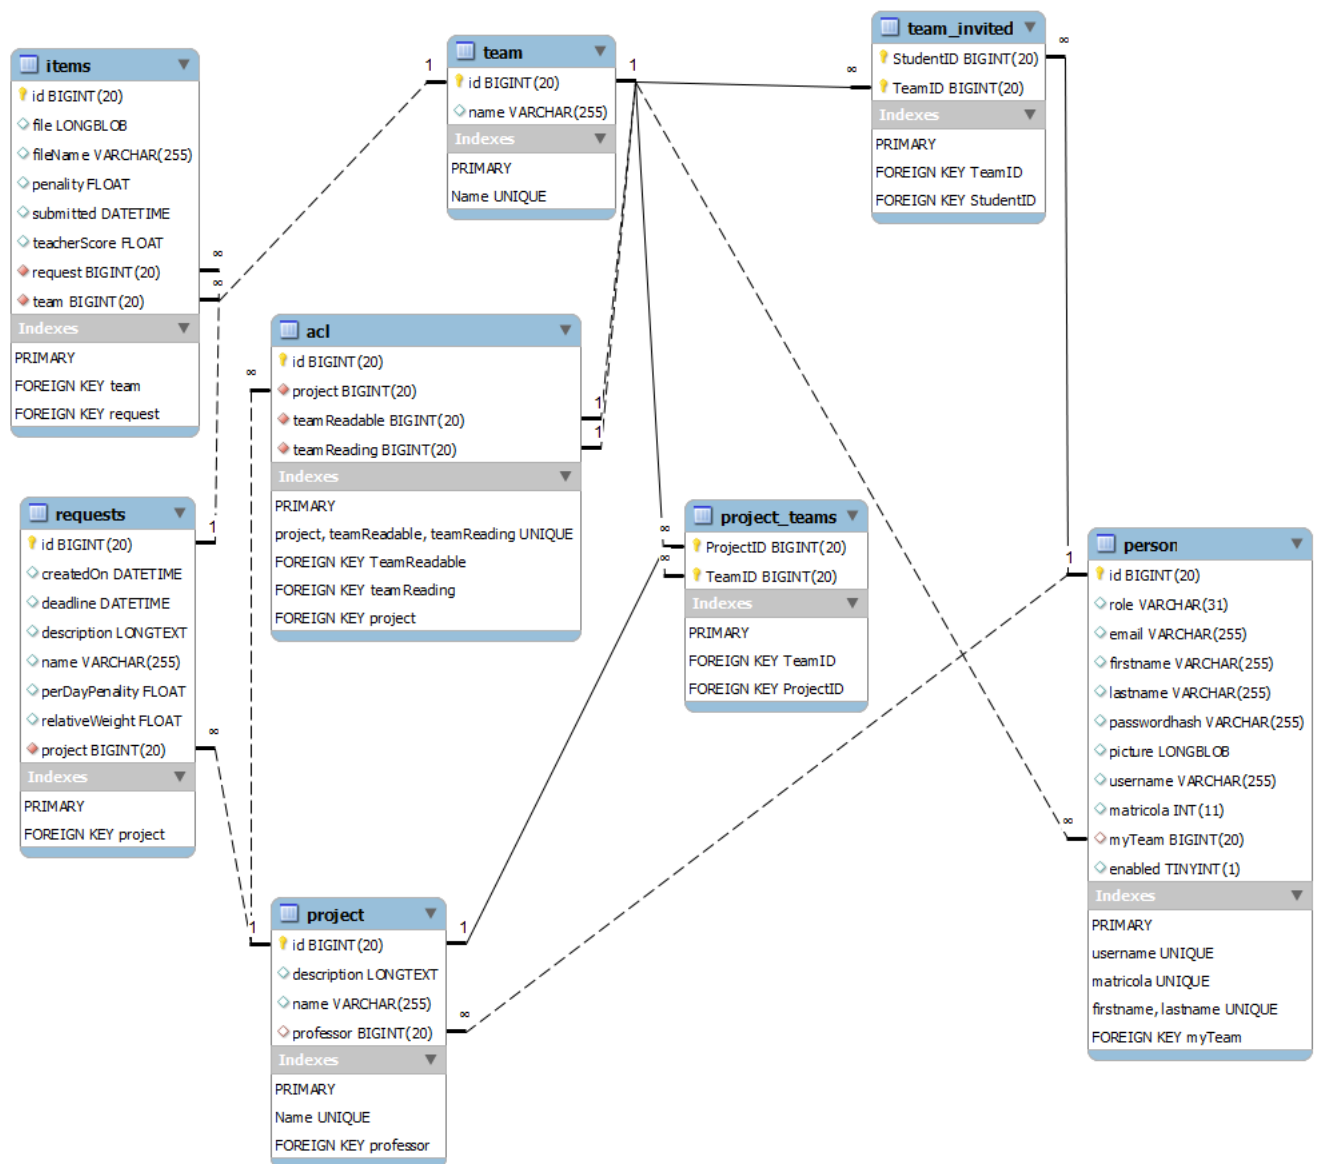 items
id BIGINT(20)
file LONGBLOB
fileName VARCHAR(255)
penality FLOAT
submitted DATETIME
teacherScore FLOAT
request BIGINT(20)
team BIGINT(20)
Indexes
PRIMARY
FOREIGN KEY team
FOREIGN KEY request
∞
∞
team
id BIGINT(20)
name VARCHAR(255)
Indexes
PRIMARY
Name UNIQUE
1
1
team_invited
StudentID BIGINT(20)
TeamID BIGINT(20)
Indexes
PRIMARY
FOREIGN KEY TeamID
FOREIGN KEY StudentID
∞
∞
acl
id BIGINT(20)
project BIGINT(20)
teamReadable BIGINT(20)
teamReading BIGINT(20)
Indexes
PRIMARY
project, teamReadable, teamReading UNIQUE
FOREIGN KEY TeamReadable
FOREIGN KEY teamReading
FOREIGN KEY project
∞
1
1
requests
id BIGINT(20)
createdOn DATETIME
deadline DATETIME
description LONGTEXT
name VARCHAR(255)
perDayPenality FLOAT
relativeWeight FLOAT
project BIGINT(20)
Indexes
PRIMARY
FOREIGN KEY project
1
∞
project_teams
ProjectID BIGINT(20)
TeamID BIGINT(20)
Indexes
PRIMARY
FOREIGN KEY TeamID
FOREIGN KEY ProjectID
∞
∞
person
id BIGINT(20)
role VARCHAR(31)
email VARCHAR(255)
firstname VARCHAR(255)
lastname VARCHAR(255)
passwordhash VARCHAR(255)
picture LONGBLOB
username VARCHAR(255)
matricola INT(11)
myTeam BIGINT(20)
enabled TINYINT(1)
Indexes
PRIMARY
username UNIQUE
matricola UNIQUE
firstname, lastname UNIQUE
FOREIGN KEY myTeam
1
∞
project
id BIGINT(20)
description LONGTEXT
name VARCHAR(255)
professor BIGINT(20)
Indexes
PRIMARY
Name UNIQUE
FOREIGN KEY professor
1
1
∞